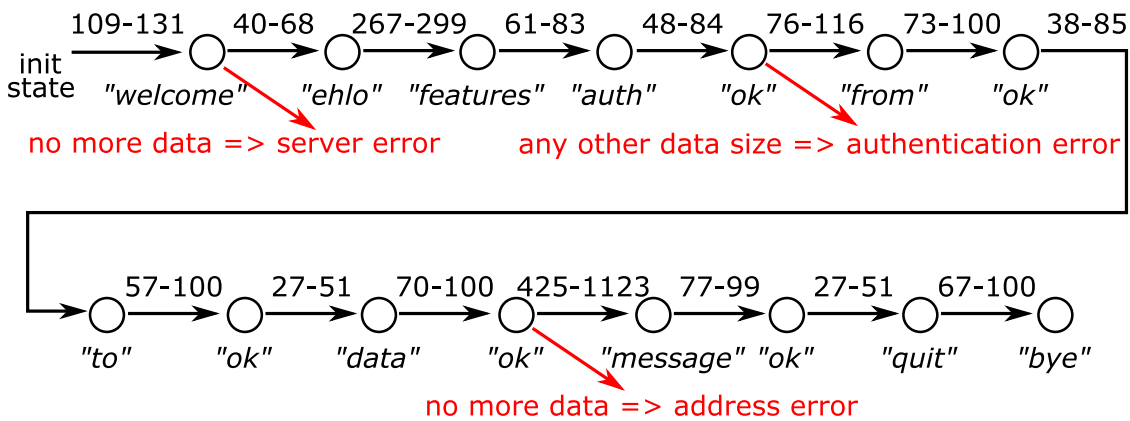 109-131 40-68 267-299 61-83 48-84 76-116 73-100 38-85
init
state
"welcome" "ehlo" "features" "auth" "ok" "from" "ok"
no more data => server error any other data size => authentication error
57-100 27-51 70-100 425-1123 77-99 27-51 67-100
"to" "ok" "data" "ok" "message" "ok" "quit" "bye"
no more data => address error